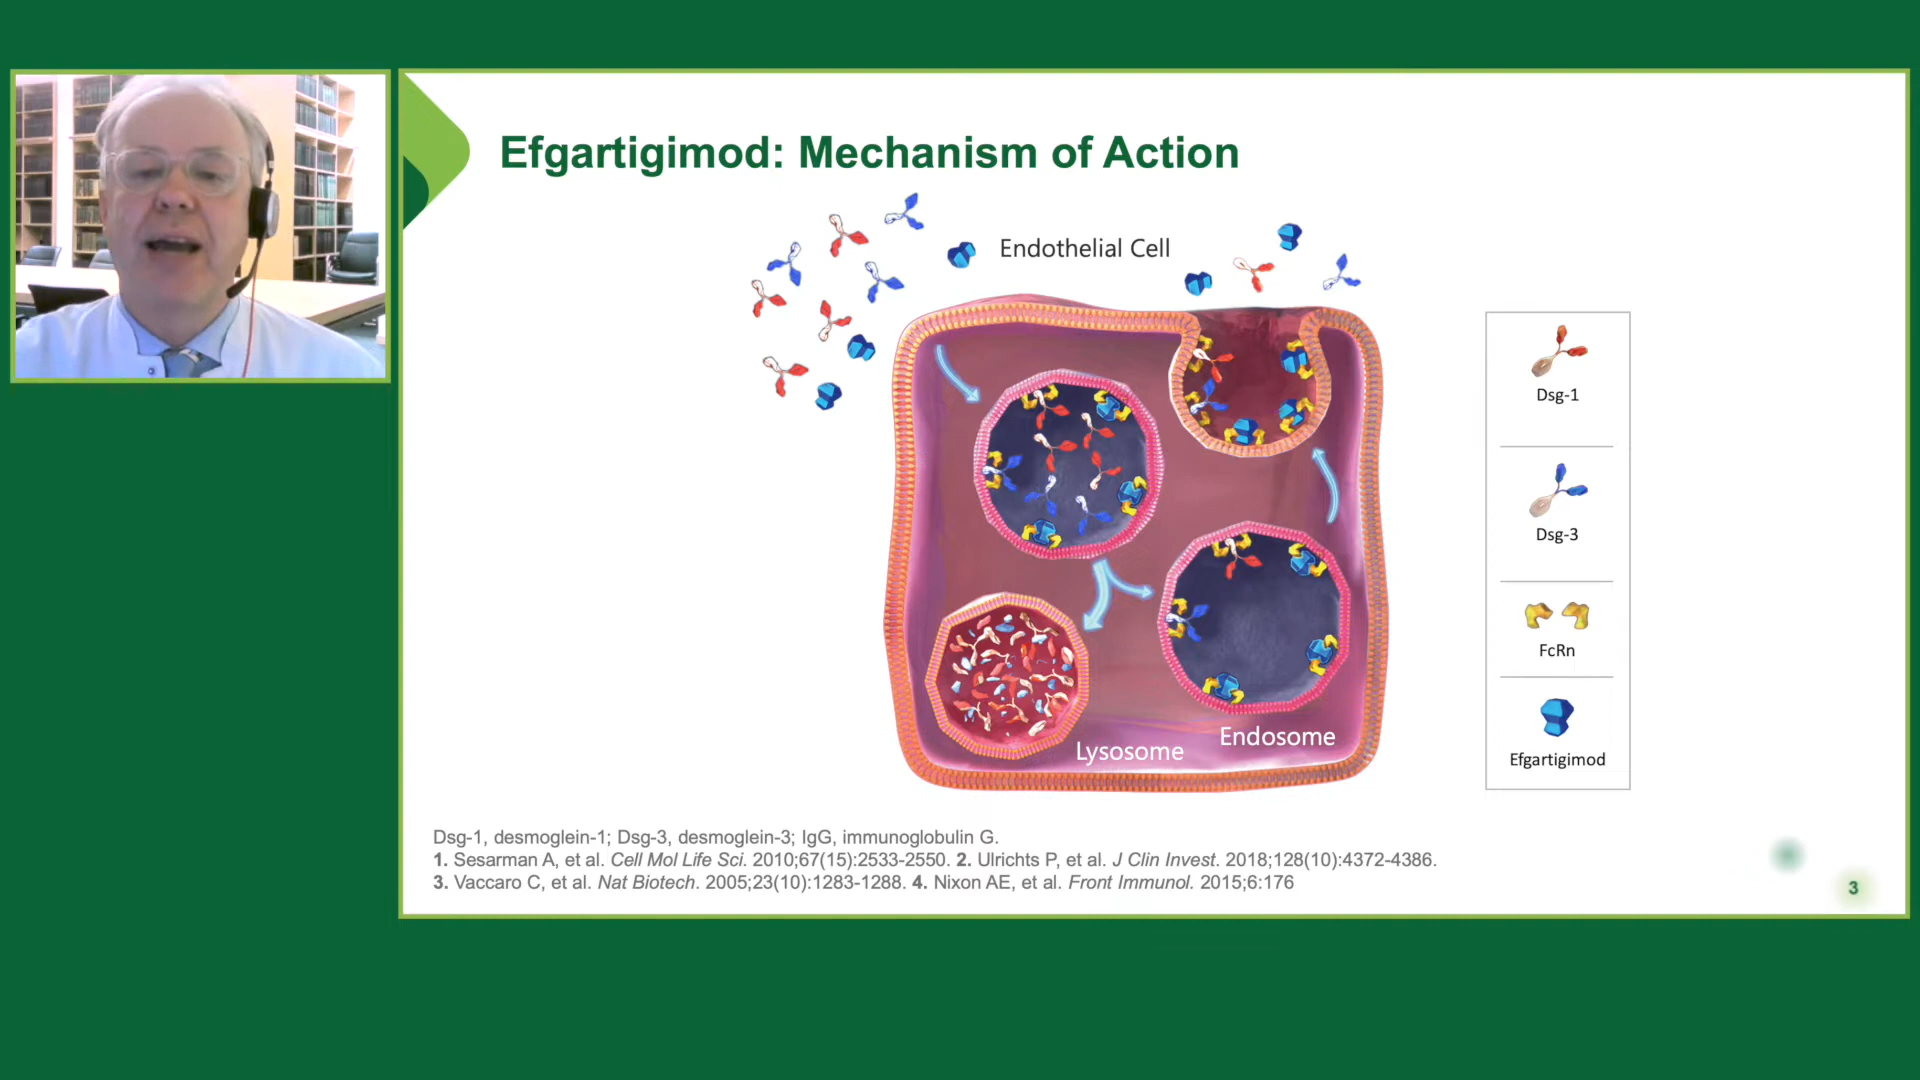 Efgartigimod: Mechanism of Action
Endothelial Cell
Lysosome
Endosome
Dsg-1
Dsg-3
FcRn
Efgartigimod
Dsg-1, desmoglein-1; Dsg-3, desmoglein-3; IgG, immunoglobulin G.
1. Sesarman A, et al. Cell Mol Life Sci. 2010;67(15):2533-2550. 2. Ulrichts P, et al. J Clin Invest. 2018;128(10):4372-4386.
3. Vaccaro C, et al. Nat Biotech. 2005;23(10):1283-1288. 4. Nixon AE, et al. Front Immunol. 2015;6:176
3